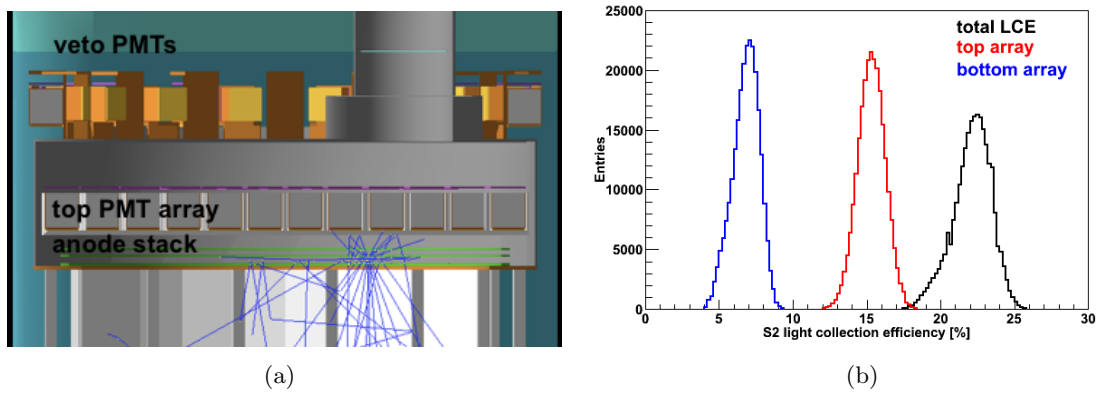 veto PMTs
top PMT array
anode stack
(a)
25000
20000
15000
10000
5000
0
Entries
total LCE
top array
bottom array
0 5 10 15 20 25 30
S2 light collection efficiency [%]
(b)